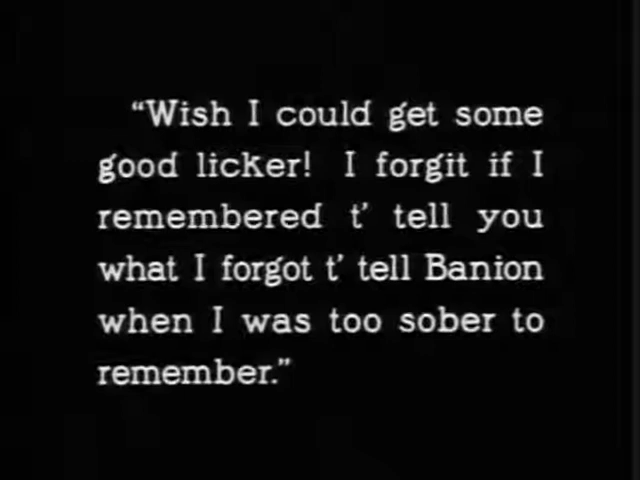 “Wish I could get some
good licker! I forgit if I
remembered t’ tell you
what I forgot t’ tell Banion
when I was too sober to
remember.”